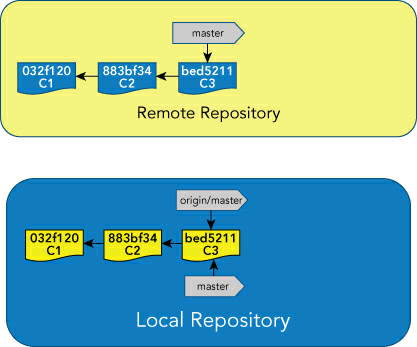 master
032f120 883bf34 bed5211
C1 C2 C3
Remote Repository
origin/master
032f120 883bf34 bed5211
C1 C2 C3
master
Local Repository